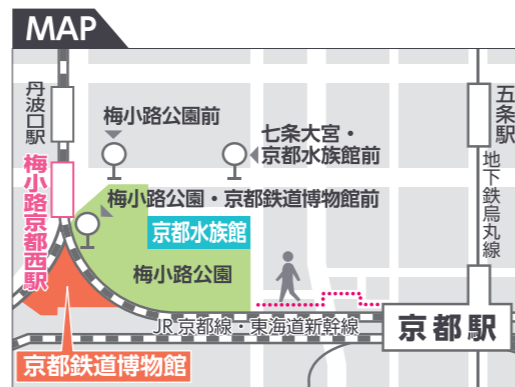 MAP
丹波口駅
梅小路公園前
七条大宮・
京都水族館前
五条駅
地下鉄烏丸線
梅小路京都西駅
梅小路公園・京都鉄道博物館前
京都水族館
梅小路公園
JR京都線・東海道新幹線
京都駅
京都鉄道博物館